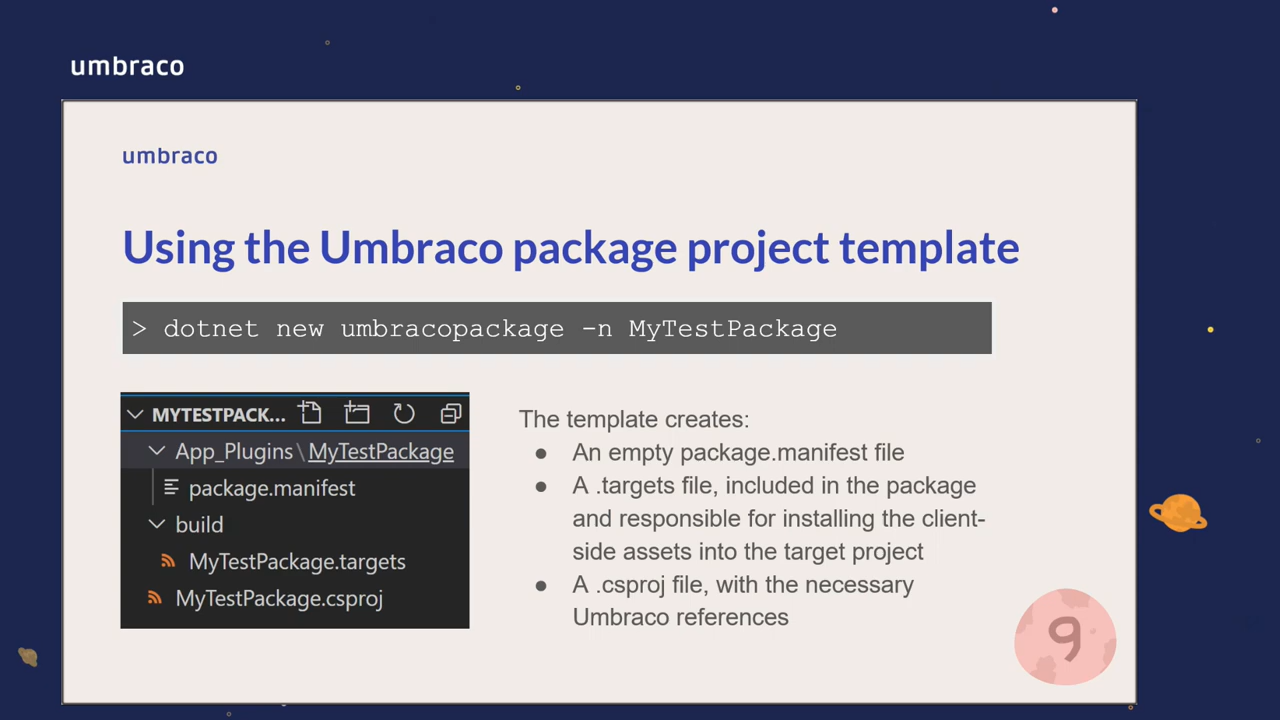 umbraco
umbraco
Using the Umbraco package project template
> dotnet new umbracopackage -n MyTestPackage
MYTESTPACK...
App_Plugins\MyTestPackage
package.manifest
build
MyTestPackage.targets
MyTestPackage.csproj
The template creates:
● An empty package.manifest file
● A .targets file, included in the package
and responsible for installing the client-
side assets into the target project
● A .csproj file, with the necessary
Umbraco references
9